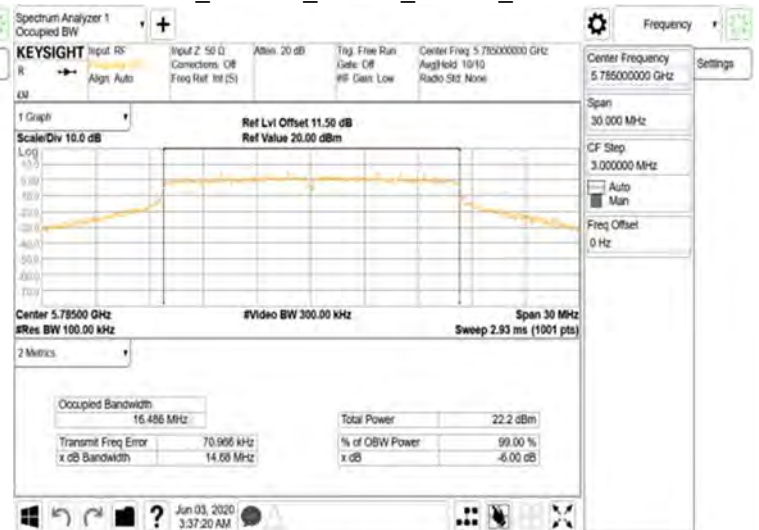 Spectrum Analyzer 1
Occupied BW
+
Frequency
KEYSIGHT
R
Input: RF
Align: Auto
Input Z: 50 Ω
Corrections: Off
Freq Ref: Int (S)
Atten: 20 dB
Trig: Free Run
Gate: Off
#IF Gain: Low
Center Freq: 5.785000000 GHz
Avg|Hold: 10/10
Radio Std: None
Center Frequency
5.785000000 GHz
Settings
Span
30.000 MHz
CF Step
3.000000 MHz
Auto
Man
Freq Offset
0 Hz
1 Graph
Scale/Div 10.0 dB
Ref Lvl Offset 11.50 dB
Ref Value 20.00 dBm
Log
Center 5.78500 GHz
#Res BW 100.00 kHz
#Video BW 300.00 kHz
Span 30 MHz
Sweep 2.93 ms (1001 pts)
2 Metrics
Occupied Bandwidth
16.486 MHz
Total Power 22.2 dBm
Transmit Freq Error 70.966 kHz
% of OBW Power 99.00 %
x dB Bandwidth 14.68 MHz
x dB -6.00 dB
?
Jun 03, 2020
3:37:20 AM